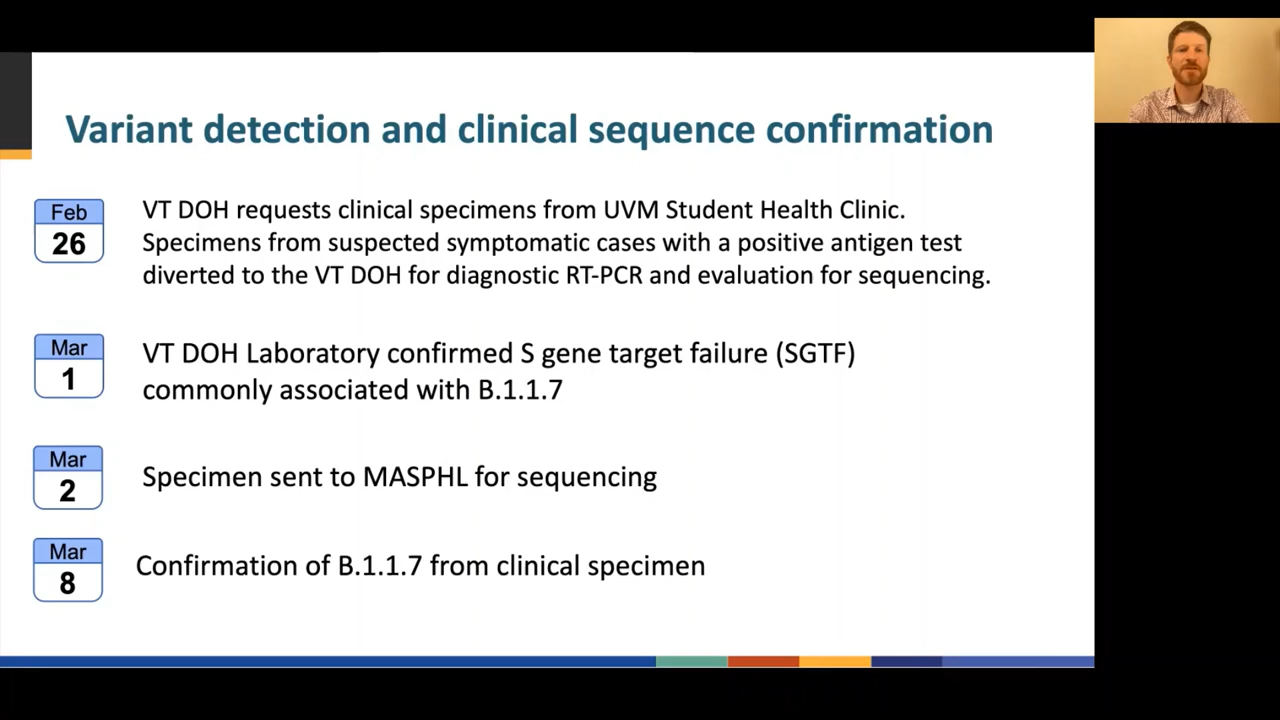 Variant detection and clinical sequence confirmation
Feb
26
VT DOH requests clinical specimens from UVM Student Health Clinic.
Specimens from suspected symptomatic cases with a positive antigen test
diverted to the VT DOH for diagnostic RT-PCR and evaluation for sequencing.
Mar
1
VT DOH Laboratory confirmed S gene target failure (SGTF)
commonly associated with B.1.1.7
Mar
2
Specimen sent to MASPHL for sequencing
Mar
8
Confirmation of B.1.1.7 from clinical specimen